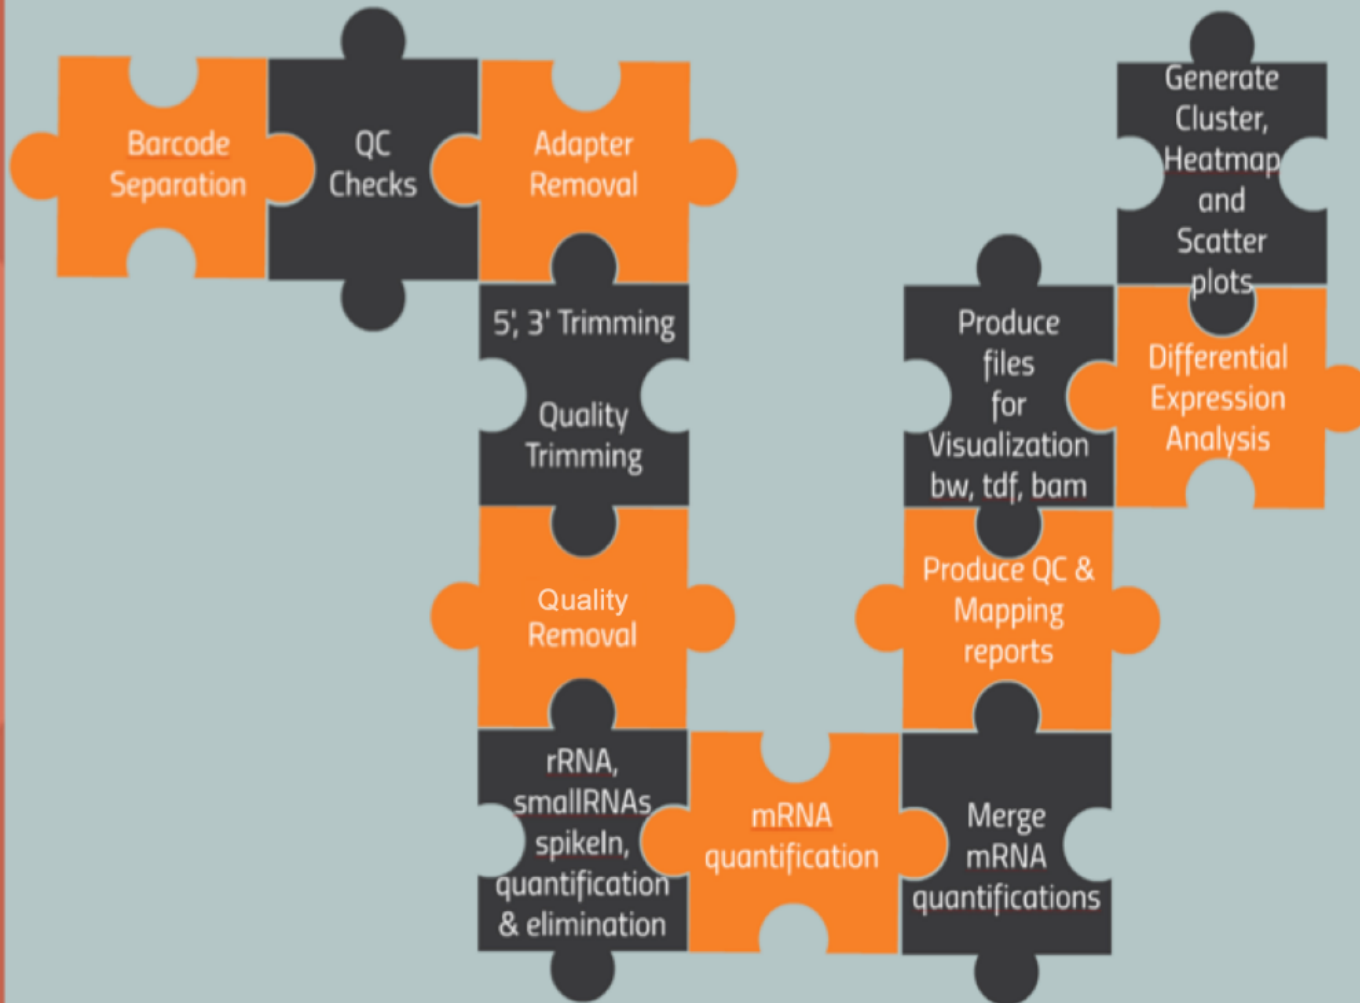 Barcode
Separation
QC
Checks
Adapter
Removal
5', 3' Trimming
Quality
Trimming
Quality
Removal
rRNA,
smallRNAs
spikeIn,
quantification
& elimination
mRNA
quantification
Merge
mRNA
quantifications
Produce QC &
Mapping
reports
Produce
files
for
Visualization
bw, tdf, bam
Differential
Expression
Analysis
Generate
Cluster,
Heatmap
and
Scatter
plots